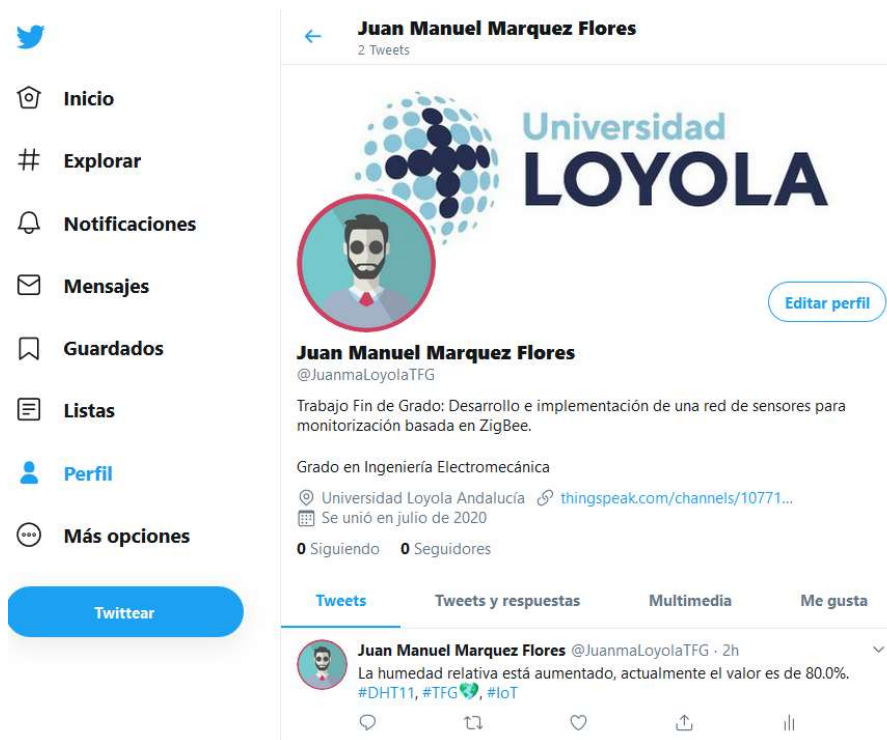 Juan Manuel Marquez Flores
2 Tweets
Inicio
Explorar
Notificaciones
Mensajes
Guardados
Listas
Perfil
Más opciones
Twittear
Universidad
LOYOLA
Editar perfil
Juan Manuel Marquez Flores
@JuanmaLoyolaTFG
Trabajo Fin de Grado: Desarrollo e implementación de una red de sensores para
monitorización basada en ZigBee.
Grado en Ingeniería Electromecánica
Universidad Loyola Andalucía thingspeak.com/channels/10771...
Se unió en julio de 2020
0 Siguiendo 0 Seguidores
Tweets Tweets y respuestas Multimedia Me gusta
Juan Manuel Marquez Flores @JuanmaLoyolaTFG · 2h
La humedad relativa está aumentado, actualmente el valor es de 80.0%.
#DHT11, #TFG, #IoT